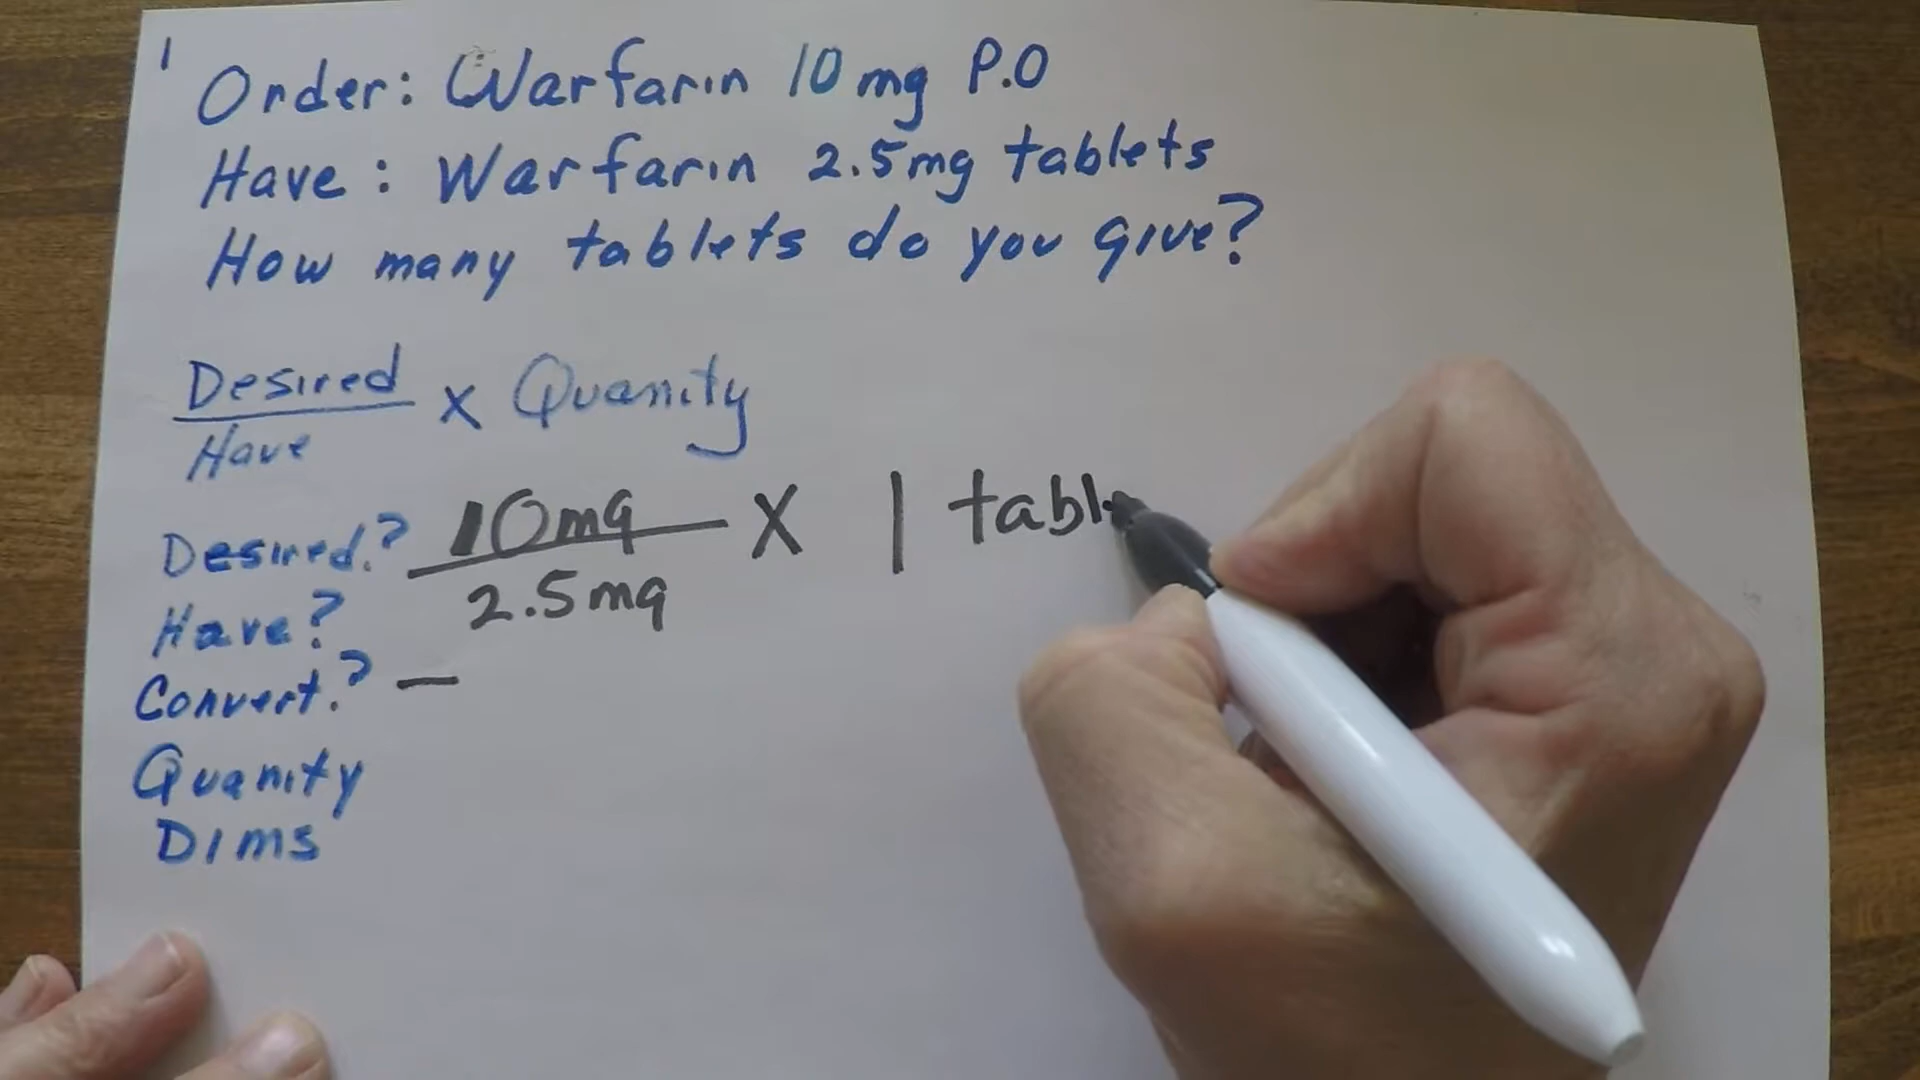 1
Order: Warfarin 10 mg P.O
Have: Warfarin 2.5mg tablets
How many tablets do you give?
Desired
Have
x Quanity
Desired? 10mg
Have? 2.5mg
X 1 table
Convert? —
Quanity
Dims